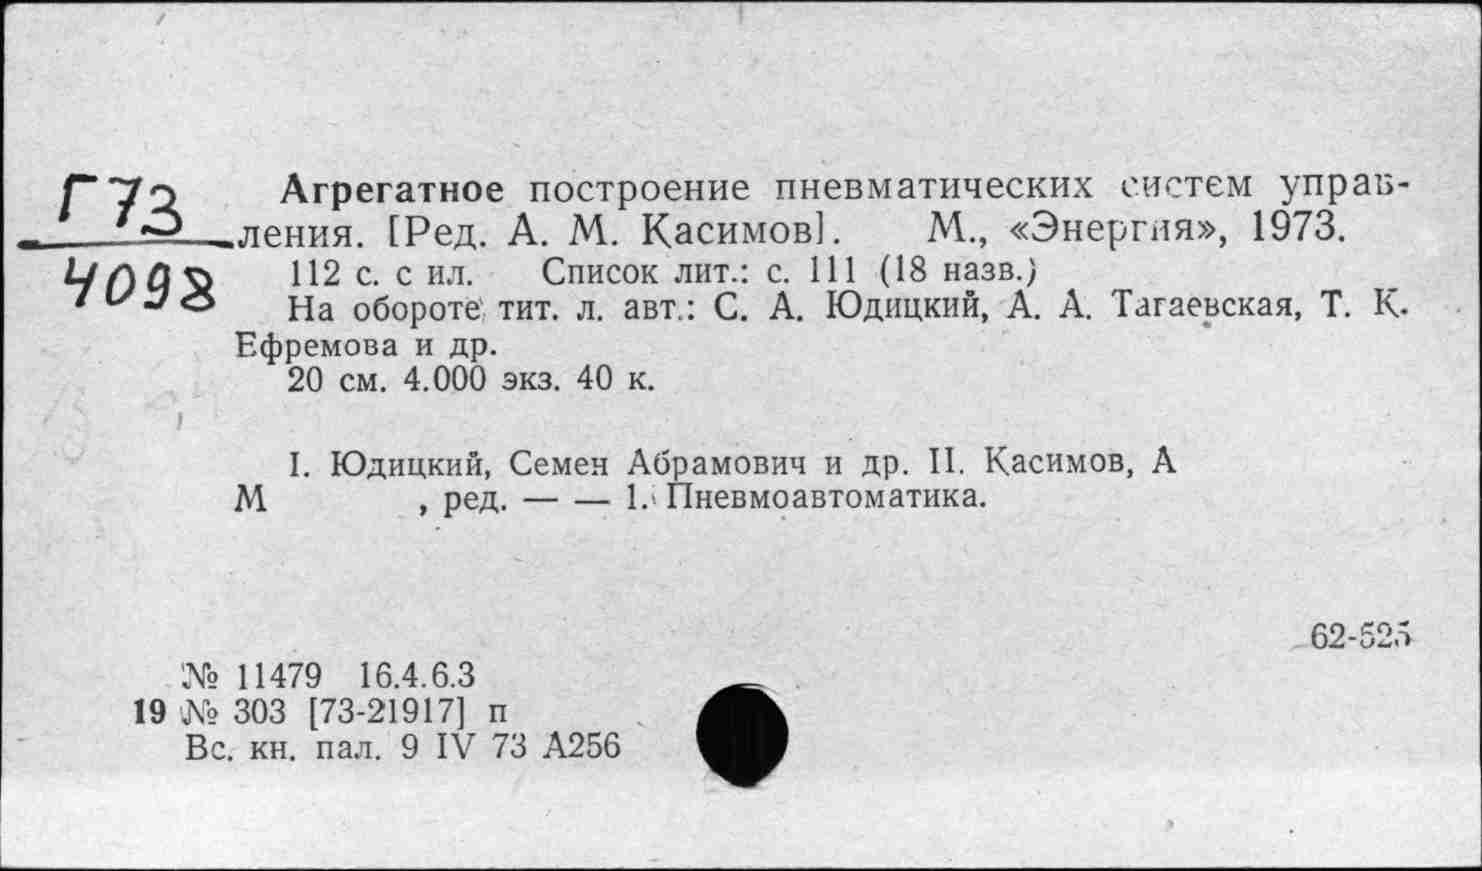 Г73
4098
Агрегатное построение пневматических систем управ-
ления. [Ред. А. М. Касимов]. М., «Энергия», 1973.
112 с. с ил. Список лит.: с. 111 (18 назв.)
На обороте тит. л. авт.: С. А. Юдицкий, А. А. Тагаевская, Т. К.
Ефремова и др.
20 см. 4.000 экз. 40 к.
I. Юдицкий, Семен Абрамович и др. II. Касимов, А
М , ред. — — 1. Пневмоавтоматика.
62-525
№ 11479 16.4.6.3
19 № 303 [73-21917] п
Вс. кн. пал. 9 IV 73 А256